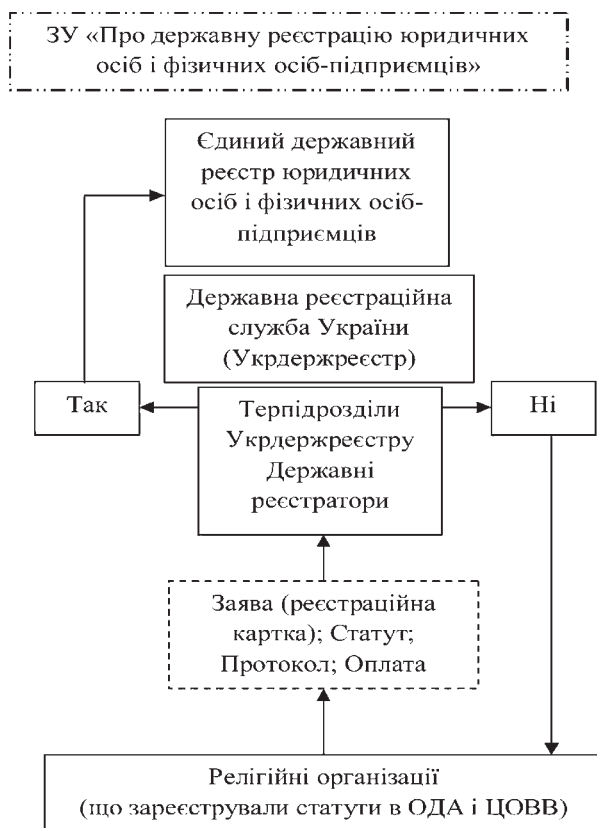 ЗУ «Про державну реєстрацію юридичних
осіб і фізичних осіб-підприємців»
Єдиний державний
реєстр юридичних
осіб і фізичних осіб-
підприємців
Державна реєстраційна
служба України
(Укрдержреєстр)
Так
Терпідрозділи
Укрдержреєстру
Державні
реєстратори
Ні
Заява (реєстраційна
картка); Статут;
Протокол; Оплата
Релігійні організації
(що зареєстрували статути в ОДА і ЦОВВ)